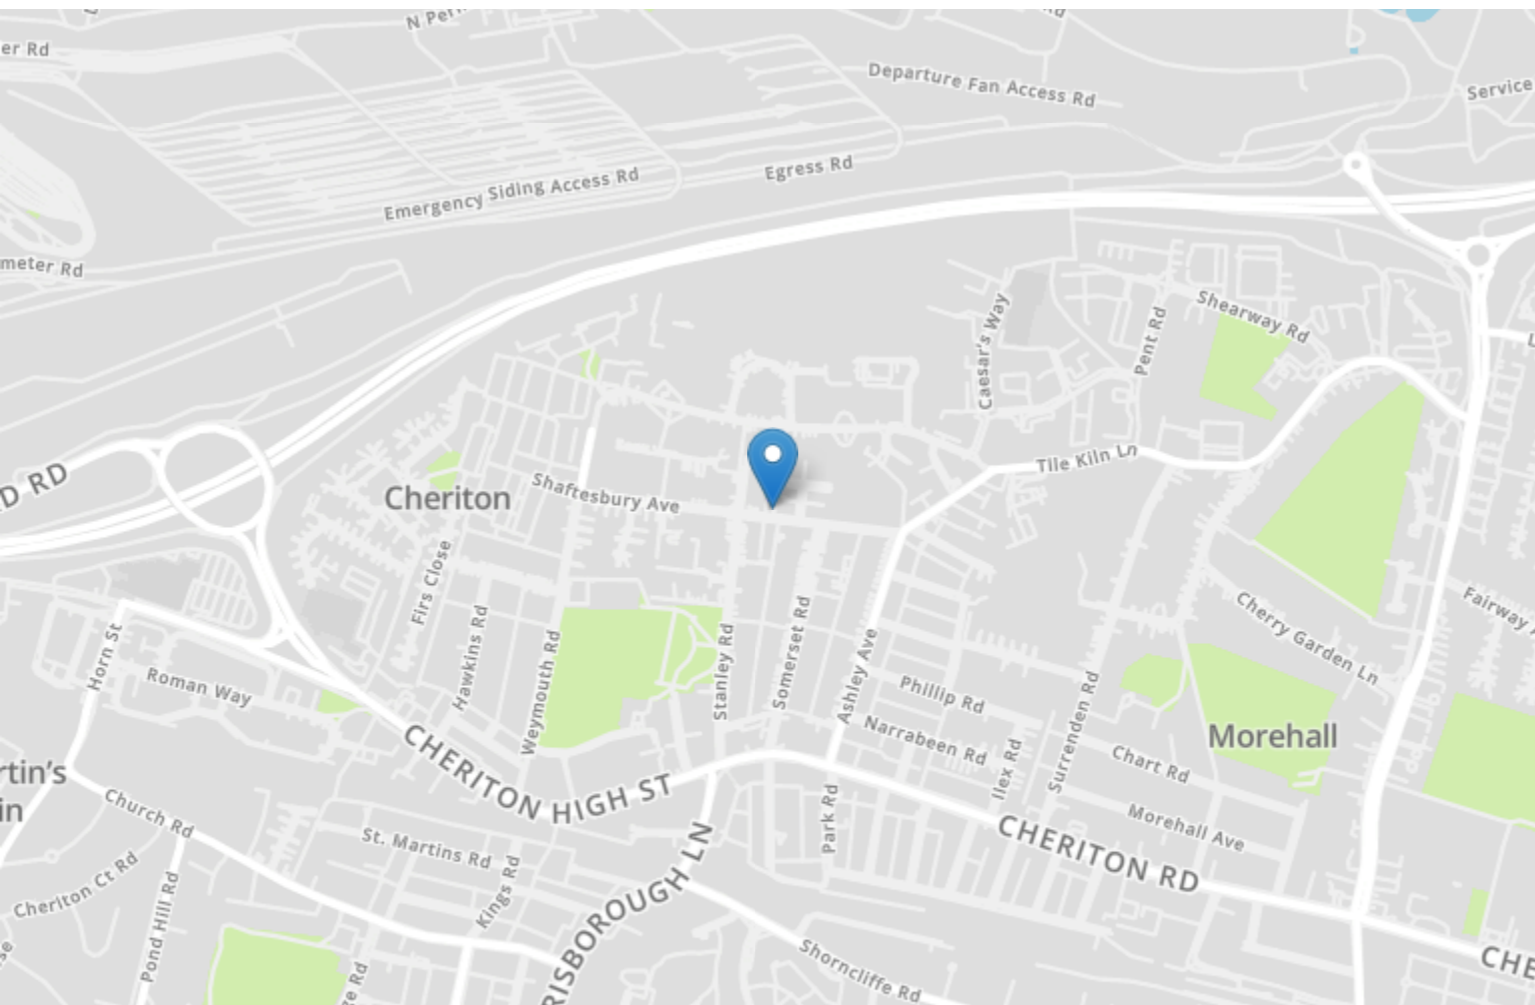 er Rd
Departure Fan Access Rd
Service
Egress Rd
Emergency Siding Access Rd
meter Rd
Caesar's Way
Shearway Rd
Pent Rd
Tile Kiln Ln
D RD
Cheriton
Shaftesbury Ave
Firs Close
Hawkins Rd
Weymouth Rd
Stanley Rd
Somerset Rd
Ashley Ave
Cherry Garden Ln
Fairway
Horn St
Roman Way
Phillip Rd
Narrabeen Rd
Ilex Rd
Surrenden Rd
Chart Rd
Morehall
CHERITON HIGH ST
rtin's
in
Church Rd
St. Martins Rd
Kings Rd
Park Rd
Morehall Ave
CHERITON RD
Cheriton Ct Rd
Pond Hill Rd
RISBOROUGH LN
Shorncliffe Rd
ge Rd
CHE